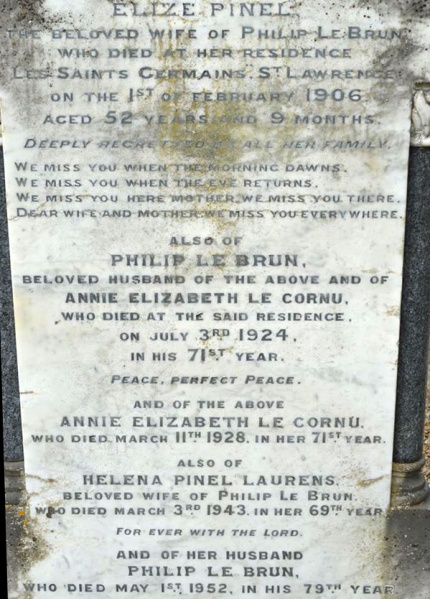 ELIZE PINEL,
THE BELOVED WIFE OF PHILIP LE BRUN,
WHO DIED AT HER RESIDENCE
LES SAINTS GERMAINS, ST LAWRENCE,
ON THE 1ST OF FEBRUARY 1906.
AGED 52 YEARS AND 9 MONTHS.
DEEPLY REGRETTED BY ALL HER FAMILY.
WE MISS YOU WHEN THE MORNING DAWNS,
WE MISS YOU WHEN THE EVE RETURNS,
WE MISS YOU HERE MOTHER, WE MISS YOU THERE,
DEAR WIFE AND MOTHER, WE MISS YOU EVERYWHERE.
ALSO OF
PHILIP LE BRUN,
BELOVED HUSBAND OF THE ABOVE AND OF
ANNIE ELIZABETH LE CORNU,
WHO DIED AT THE SAID RESIDENCE,
ON JULY 3RD 1924,
IN HIS 71ST YEAR.
PEACE, PERFECT PEACE.
AND OF THE ABOVE
ANNIE ELIZABETH LE CORNU.
WHO DIED MARCH 11TH 1928, IN HER 71ST YEAR.
ALSO OF
HELENA PINEL LAURENS.
BELOVED WIFE OF PHILIP LE BRUN.
WHO DIED MARCH 3RD 1943, IN HER 69TH YEAR.
FOR EVER WITH THE LORD.
AND OF HER HUSBAND
PHILIP LE BRUN,
WHO DIED MAY 1ST, 1952, IN HIS 79TH YEAR.